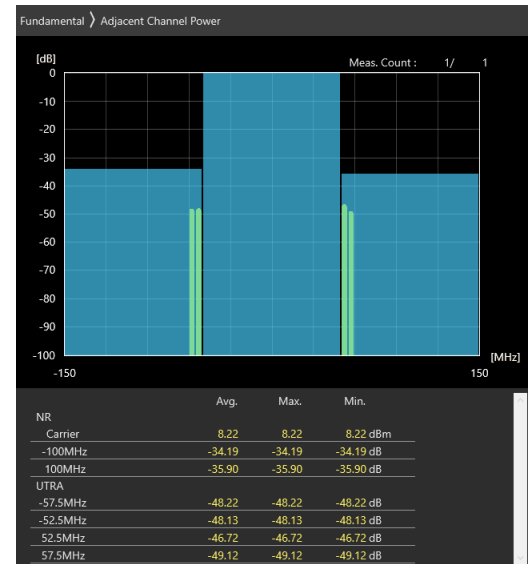 Fundamental 〉 Adjacent Channel Power
[dB]
Meas. Count : 1/ 1
0
-10
-20
-30
-40
-50
-60
-70
-80
-90
-100
[MHz]
-150 150
Avg. Max. Min.
NR
Carrier 8.22 8.22 8.22 dBm
-100MHz -34.19 -34.19 -34.19 dB
100MHz -35.90 -35.90 -35.90 dB
UTRA
-57.5MHz -48.22 -48.22 -48.22 dB
-52.5MHz -48.13 -48.13 -48.13 dB
52.5MHz -46.72 -46.72 -46.72 dB
57.5MHz -49.12 -49.12 -49.12 dB